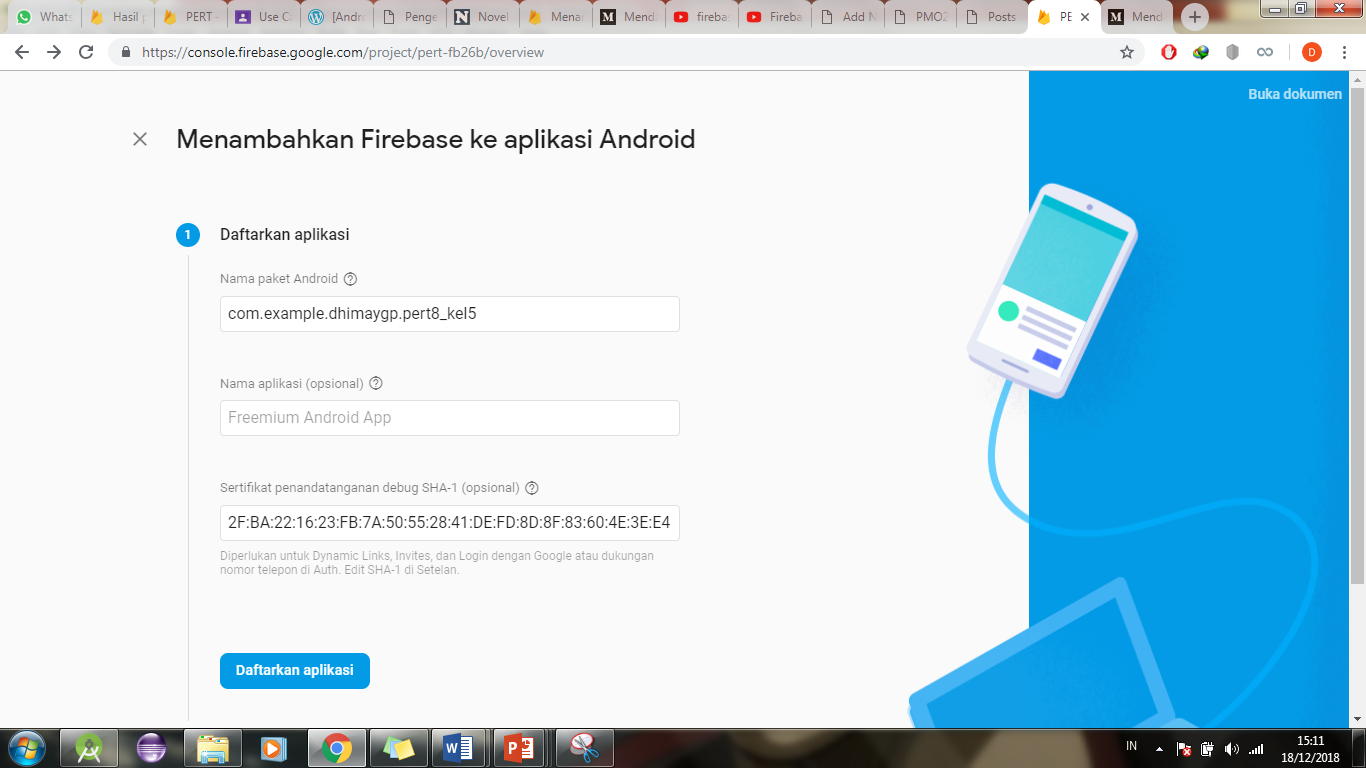 Whats
Hasil p
PERT -
Use C
[Andr
Penge
Novel
Menar
Mend
firebas
Fireba
Add N
PMO2
Posts
PE
Mend
https://console.firebase.google.com/project/pert-fb26b/overview
D
Buka dokumen
Menambahkan Firebase ke aplikasi Android
1
Daftarkan aplikasi
Nama paket Android
com.example.dhimaygp.pert8_kel5
Nama aplikasi (opsional)
Freemium Android App
Sertifikat penandatanganan debug SHA-1 (opsional)
2F:BA:22:16:23:FB:7A:50:55:28:41:DE:FD:8D:8F:83:60:4E:3E:E4
Diperlukan untuk Dynamic Links, Invites, dan Login dengan Google atau dukungan
nomor telepon di Auth. Edit SHA-1 di Setelan.
Daftarkan aplikasi
IN
15:11
18/12/2018